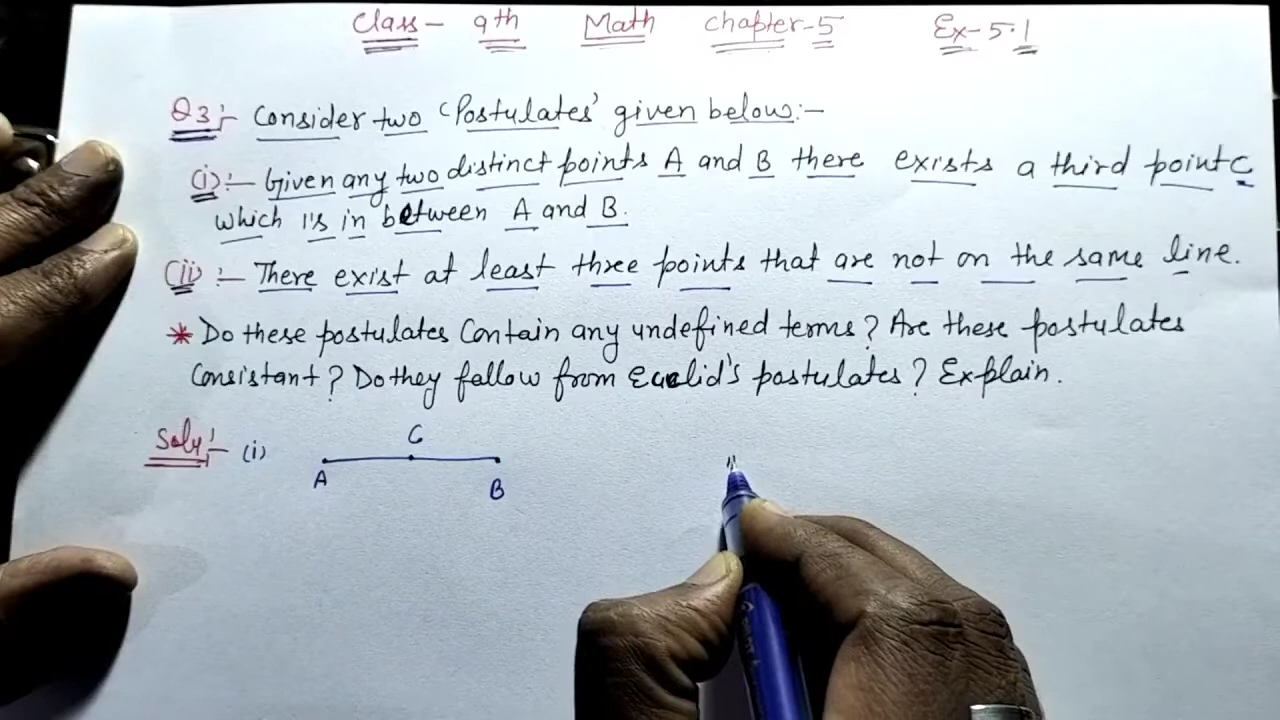 Class- 9th Math chapter-5 Ex-5.1
Q3:- Consider two 'Postulates' given below:-
(i):- Given any two distinct points A and B there exists a third point C
which is in between A and B.
(ii):- There exist at least three points that are not on the same line.
* Do these postulates Contain any undefined terms? Are these postulates
Consistant? Do they fallow from Euclid's postulates? Explain.
Soly:- (i)
C
A
B